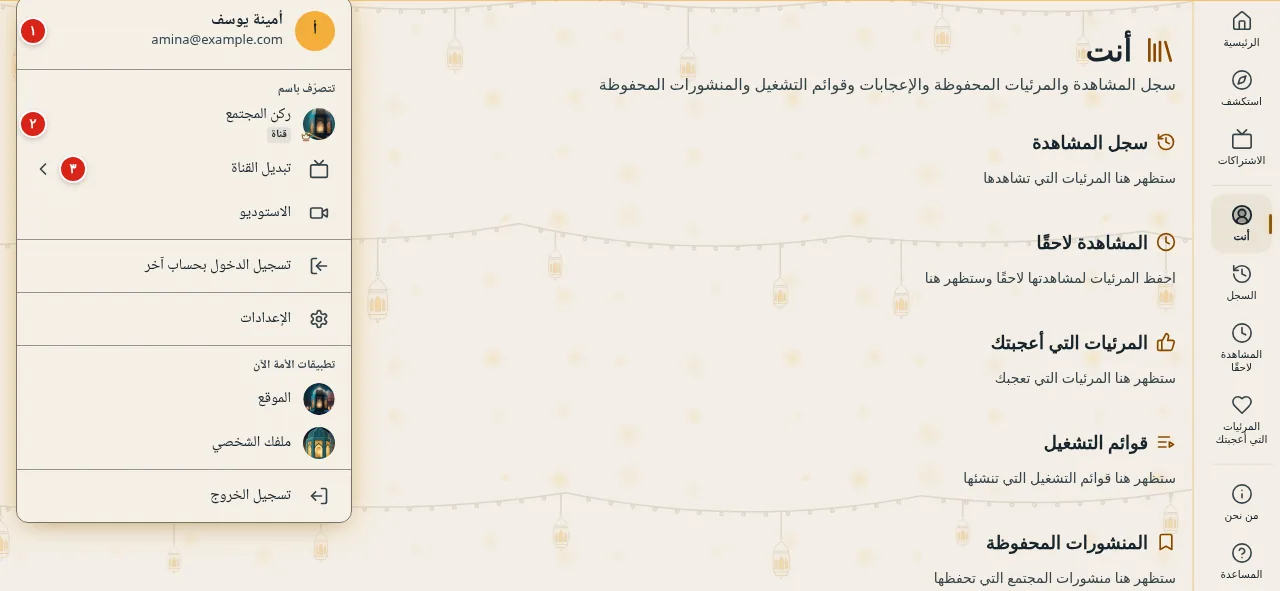 الرئيسية
استكشف
الاشتراكات
أنت
السجل
المشاهدة
لاحقًا
المرئيات
التي أعجبتك
من نحن
المساعدة
أنت
سجل المشاهدة والمرئيات المحفوظة والإعجابات وقوائم التشغيل والمنشورات المحفوظة
سجل المشاهدة
ستظهر هنا المرئيات التي تشاهدها
المشاهدة لاحقًا
احفظ المرئيات لمشاهدتها لاحقًا وستظهر هنا
المرئيات التي أعجبتك
ستظهر هنا المرئيات التي تعجبك
قوائم التشغيل
ستظهر هنا قوائم التشغيل التي تنشئها
المنشورات المحفوظة
ستظهر هنا منشورات المجتمع التي تحفظها
أ
أمينة يوسف
amina@example.com
١
تتصرّف باسم
ركن المجتمع
قناة
٢
تبديل القناة
٣
الاستوديو
تسجيل الدخول بحساب آخر
الإعدادات
تطبيقات الأمة الآن
الموقع
ملفك الشخصي
تسجيل الخروج